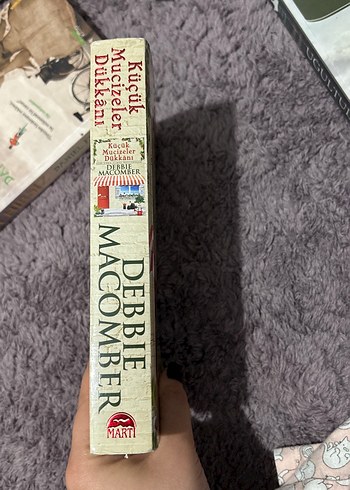 Küçük
Mucizeler
Dükkânı
Küçük
Mucizeler
Dükkânı
DEBBIE
MACOMBER
DEBBIE
MACOMBER
MARTI